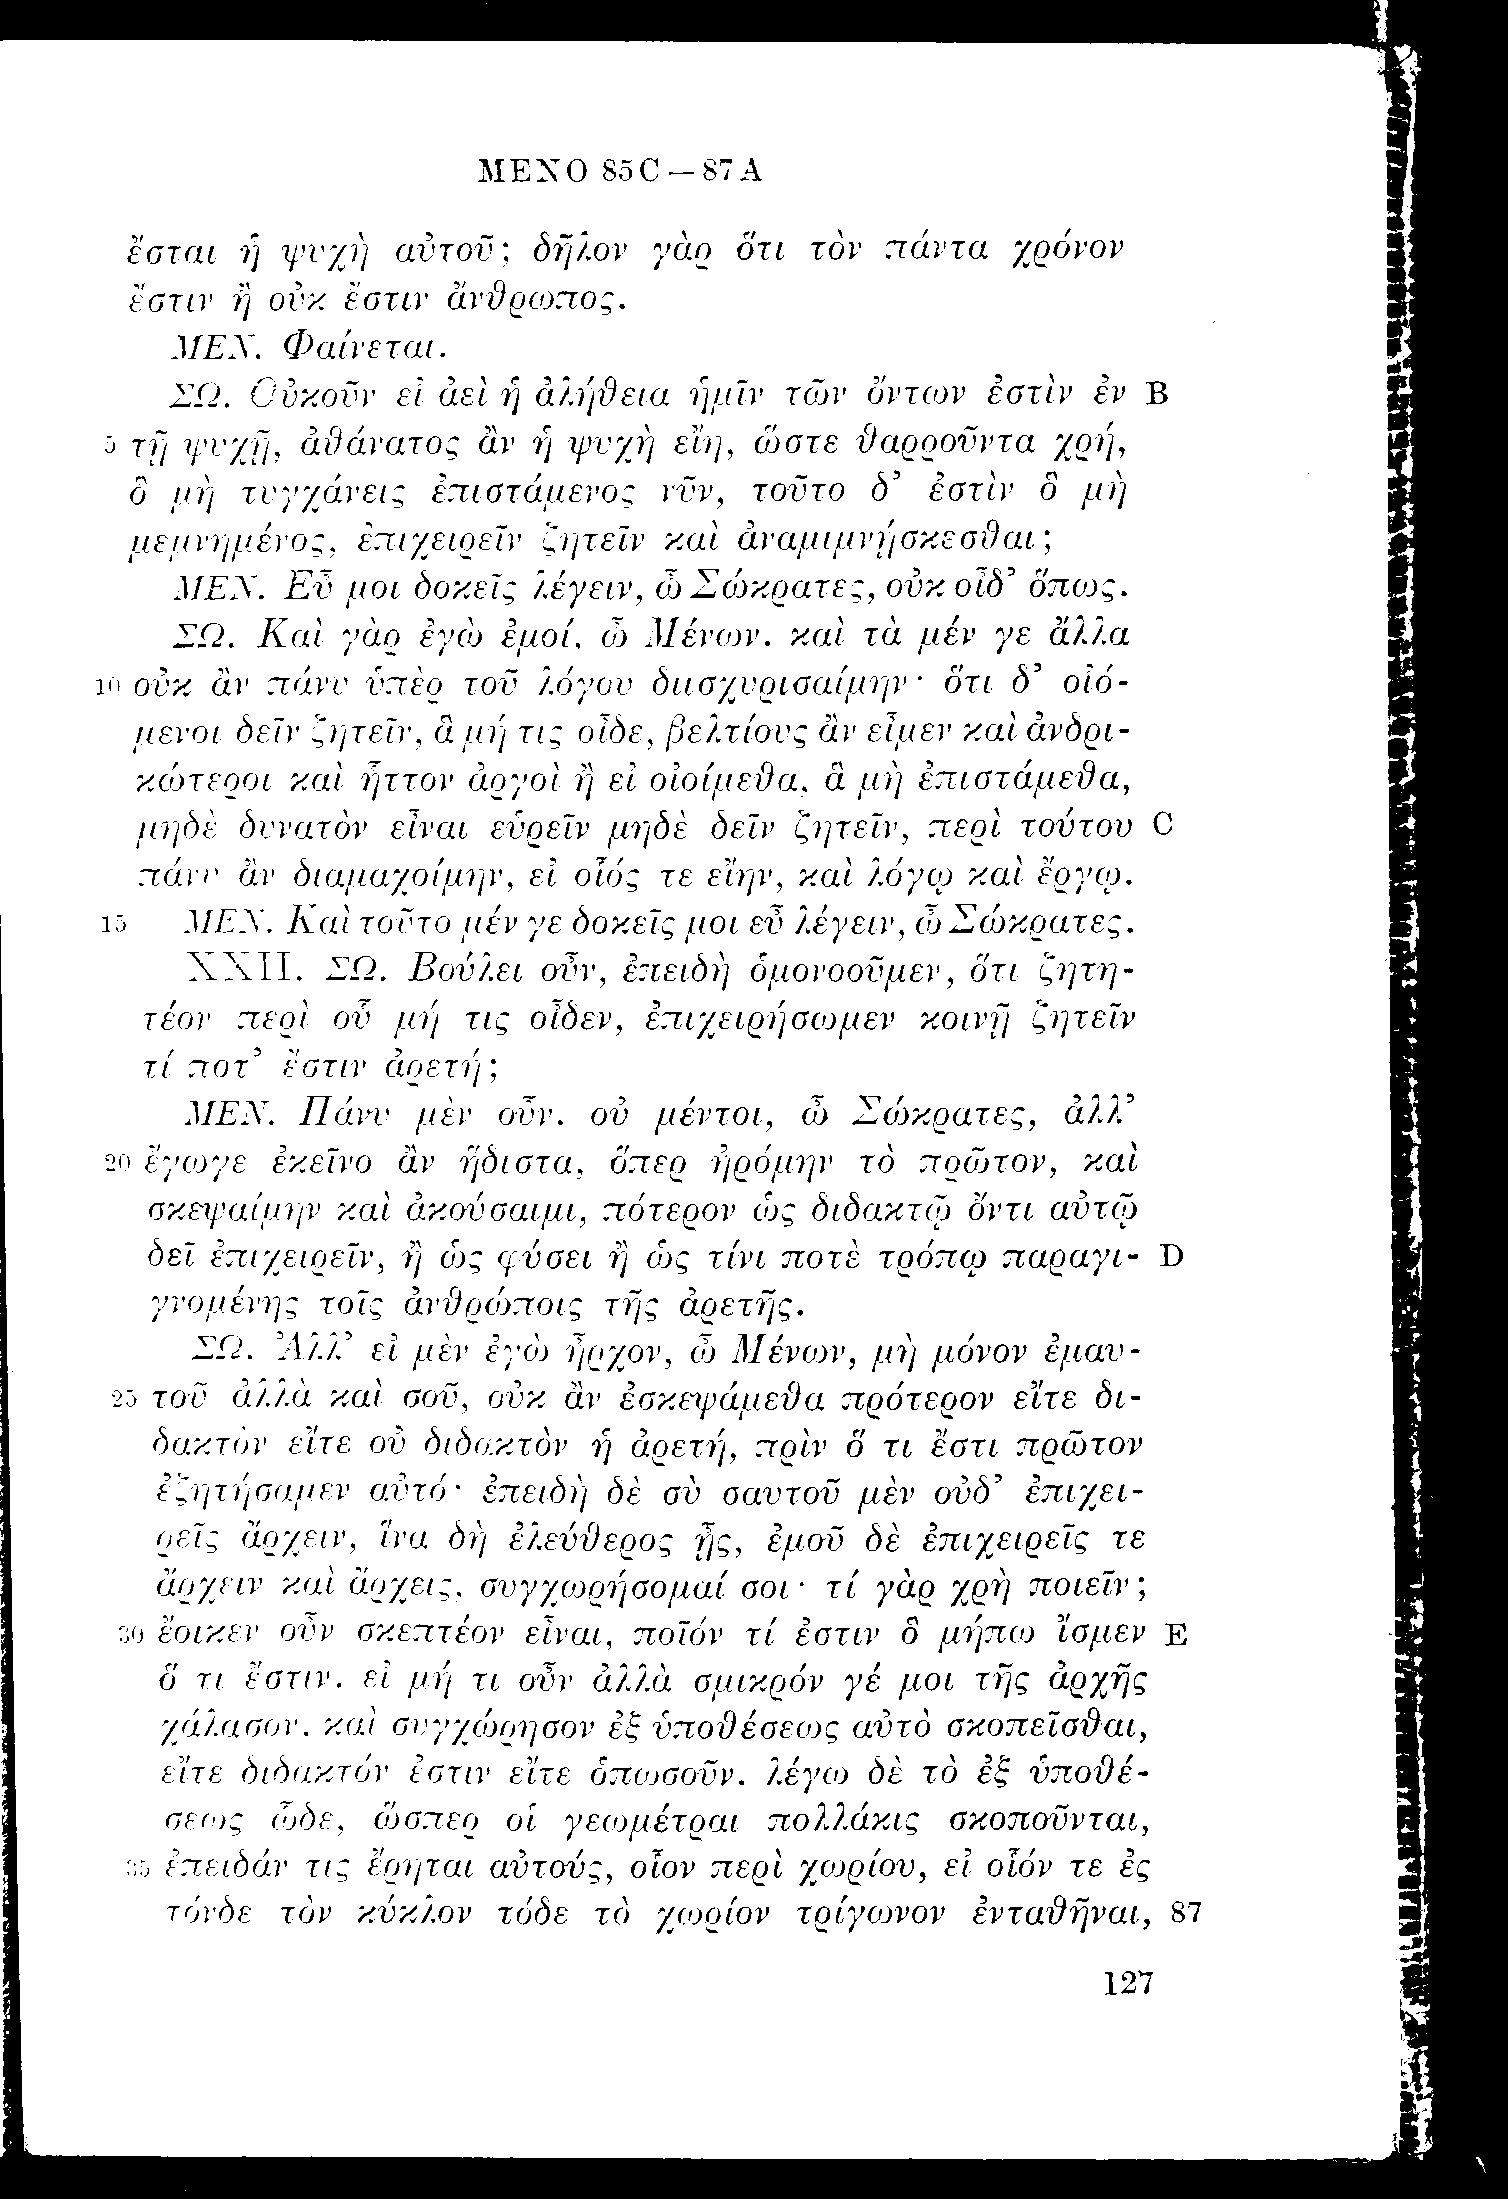 MENO 85C — 87A
ἔσται ἡ ψυχὴ αὐτοῦ; δῆλον γὰρ ὅτι τὸν πάντα χρόνον
ἔστιν ἢ οὐκ ἔστιν ἄνθρωπος.
ΜΕΝ. Φαίνεται.
ΣΩ. Οὐκοῦν εἰ ἀεὶ ἡ ἀλήθεια ἡμῖν τῶν ὄντων ἐστὶν ἐν B
5 τῇ ψυχῇ, ἀθάνατος ἂν ἡ ψυχὴ εἴη, ὥστε θαρροῦντα χρή,
ὃ μὴ τυγχάνεις ἐπιστάμενος νῦν, τοῦτο δ’ ἐστὶν ὃ μὴ
μεμνημένος, ἐπιχειρεῖν ζητεῖν καὶ ἀναμιμνῄσκεσθαι;
ΜΕΝ. Εὖ μοι δοκεῖς λέγειν, ὦ Σώκρατες, οὐκ οἶδ’ ὅπως.
ΣΩ. Καὶ γὰρ ἐγὼ ἐμοί, ὦ Μένων. καὶ τὰ μέν γε ἄλλα
10 οὐκ ἂν πάνυ ὑπὲρ τοῦ λόγου διισχυρισαίμην· ὅτι δ’ οἰό-
μενοι δεῖν ζητεῖν, ἃ μή τις οἶδε, βελτίους ἂν εἶμεν καὶ ἀνδρι-
κώτεροι καὶ ἧττον ἀργοὶ ἢ εἰ οἰοίμεθα, ἃ μὴ ἐπιστάμεθα,
μηδὲ δυνατὸν εἶναι εὑρεῖν μηδὲ δεῖν ζητεῖν, περὶ τούτου C
πάνυ ἂν διαμαχοίμην, εἰ οἷός τε εἴην, καὶ λόγῳ καὶ ἔργῳ.
15 ΜΕΝ. Καὶ τοῦτο μέν γε δοκεῖς μοι εὖ λέγειν, ὦ Σώκρατες.
XXII. ΣΩ. Βούλει οὖν, ἐπειδὴ ὁμονοοῦμεν, ὅτι ζητη-
τέον περὶ οὗ μή τις οἶδεν, ἐπιχειρήσωμεν κοινῇ ζητεῖν
τί ποτ’ ἔστιν ἀρετή;
ΜΕΝ. Πάνυ μὲν οὖν. οὐ μέντοι, ὦ Σώκρατες, ἀλλ’
20 ἔγωγε ἐκεῖνο ἂν ἥδιστα, ὅπερ ἠρόμην τὸ πρῶτον, καὶ
σκεψαίμην καὶ ἀκούσαιμι, πότερον ὡς διδακτῷ ὄντι αὐτῷ
δεῖ ἐπιχειρεῖν, ἢ ὡς φύσει ἢ ὡς τίνι ποτὲ τρόπῳ παραγι- D
γνομένης τοῖς ἀνθρώποις τῆς ἀρετῆς.
ΣΩ. Ἀλλ’ εἰ μὲν ἐγὼ ἦρχον, ὦ Μένων, μὴ μόνον ἐμαυ-
25 τοῦ ἀλλὰ καὶ σοῦ, οὐκ ἂν ἐσκεψάμεθα πρότερον εἴτε δι-
δακτὸν εἴτε οὐ διδακτὸν ἡ ἀρετή, πρὶν ὅ τι ἔστι πρῶτον
ἐζητήσαμεν αὐτό· ἐπειδὴ δὲ σὺ σαυτοῦ μὲν οὐδ’ ἐπιχει-
ρεῖς ἄρχειν, ἵνα δὴ ἐλεύθερος ᾖς, ἐμοῦ δὲ ἐπιχειρεῖς τε
ἄρχειν καὶ ἄρχεις, συγχωρήσομαί σοι· τί γὰρ χρὴ ποιεῖν;
30 ἔοικεν οὖν σκεπτέον εἶναι, ποῖόν τί ἐστιν ὃ μήπω ἴσμεν E
ὅ τι ἔστιν. εἰ μή τι οὖν ἀλλὰ σμικρόν γέ μοι τῆς ἀρχῆς
χάλασον, καὶ συγχώρησον ἐξ ὑποθέσεως αὐτὸ σκοπεῖσθαι,
εἴτε διδακτόν ἐστιν εἴτε ὁπωσοῦν. λέγω δὲ τὸ ἐξ ὑποθέ-
σεως ὧδε, ὥσπερ οἱ γεωμέτραι πολλάκις σκοποῦνται,
35 ἐπειδάν τις ἔρηται αὐτούς, οἷον περὶ χωρίου, εἰ οἷόν τε ἐς
τόνδε τὸν κύκλον τόδε τὸ χωρίον τρίγωνον ἐνταθῆναι, 87
127